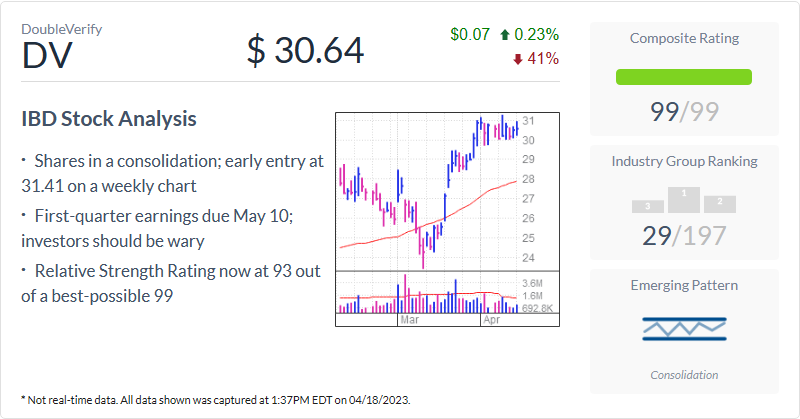 DoubleVerify
DV
$ 30.64
$0.07 0.23%
41%
IBD Stock Analysis
• Shares in a consolidation; early entry at
31.41 on a weekly chart
• First-quarter earnings due May 10;
investors should be wary
• Relative Strength Rating now at 93 out
of a best-possible 99
31
30
29
28
27
26
25
24
3.6M
1.6M
692.8K
Mar Apr
Composite Rating
99/99
Industry Group Ranking
3 1 2
29/197
Emerging Pattern
Consolidation
* Not real-time data. All data shown was captured at 1:37PM EDT on 04/18/2023.